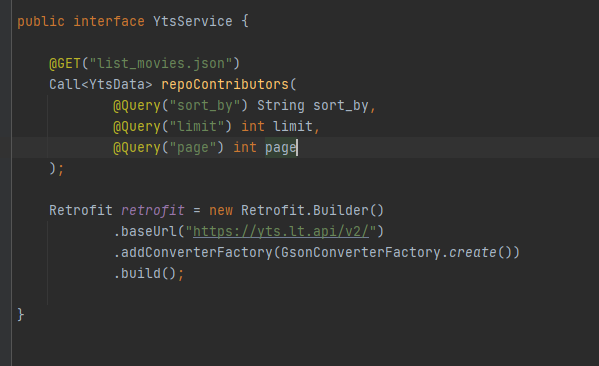 public interface YtsService {
@GET("list_movies.json")
Call<YtsData> repoContributors(
@Query("sort_by") String sort_by,
@Query("limit") int limit,
@Query("page") int page
);
Retrofit retrofit = new Retrofit.Builder()
.baseUrl("https://yts.lt.api/v2/")
.addConverterFactory(GsonConverterFactory.create())
.build();
}